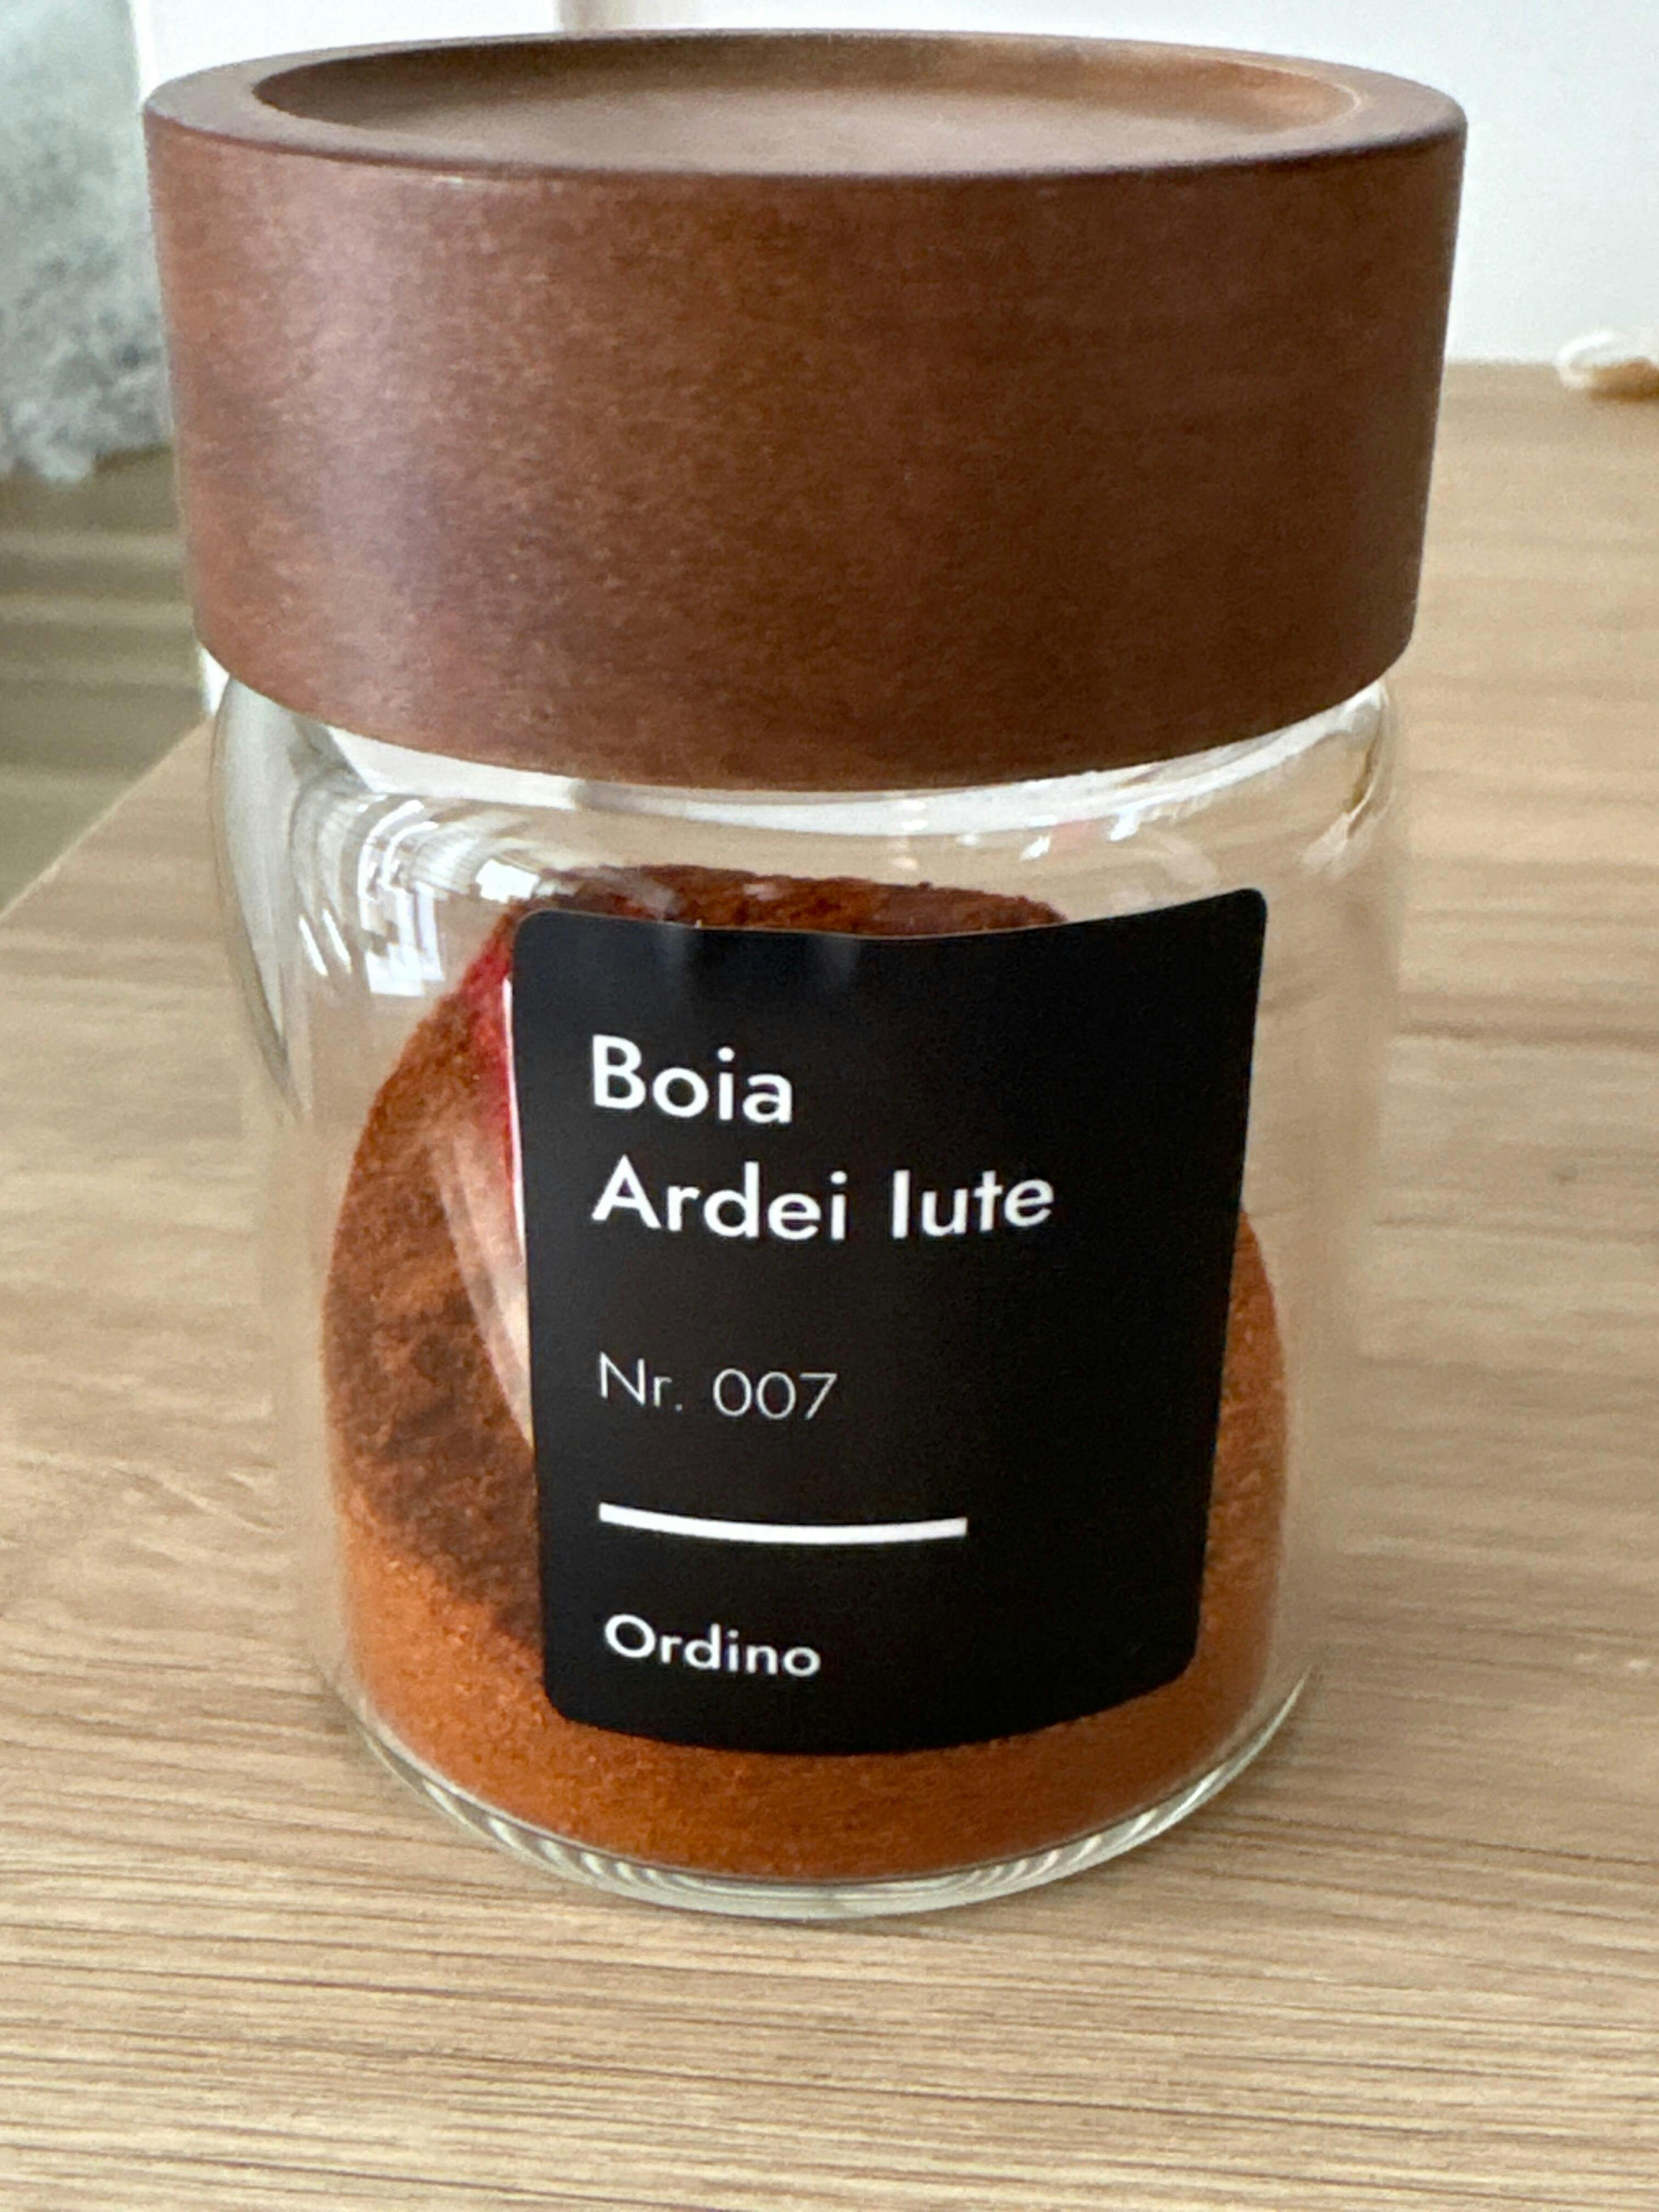 Boia
Ardei Iute
Nr. 007
Ordino